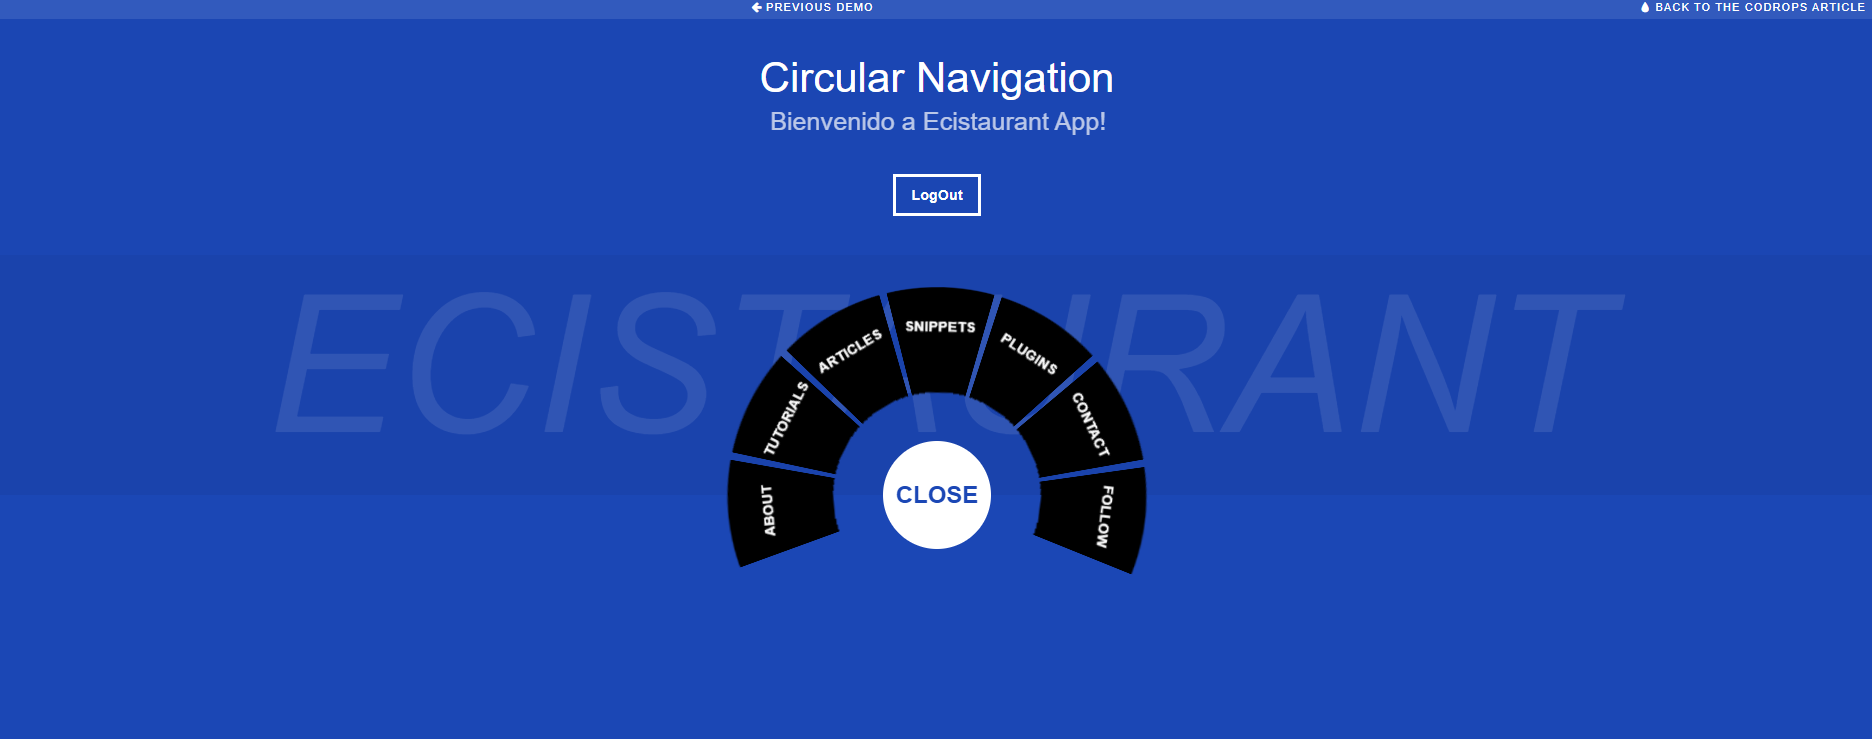 PREVIOUS DEMO
BACK TO THE CODROPS ARTICLE
Circular Navigation
Bienvenido a Ecistaurant App!
LogOut
ECISTAURANT
ABOUT
TUTORIALS
ARTICLES
SNIPPETS
PLUGINS
CONTACT
FOLLOW
CLOSE